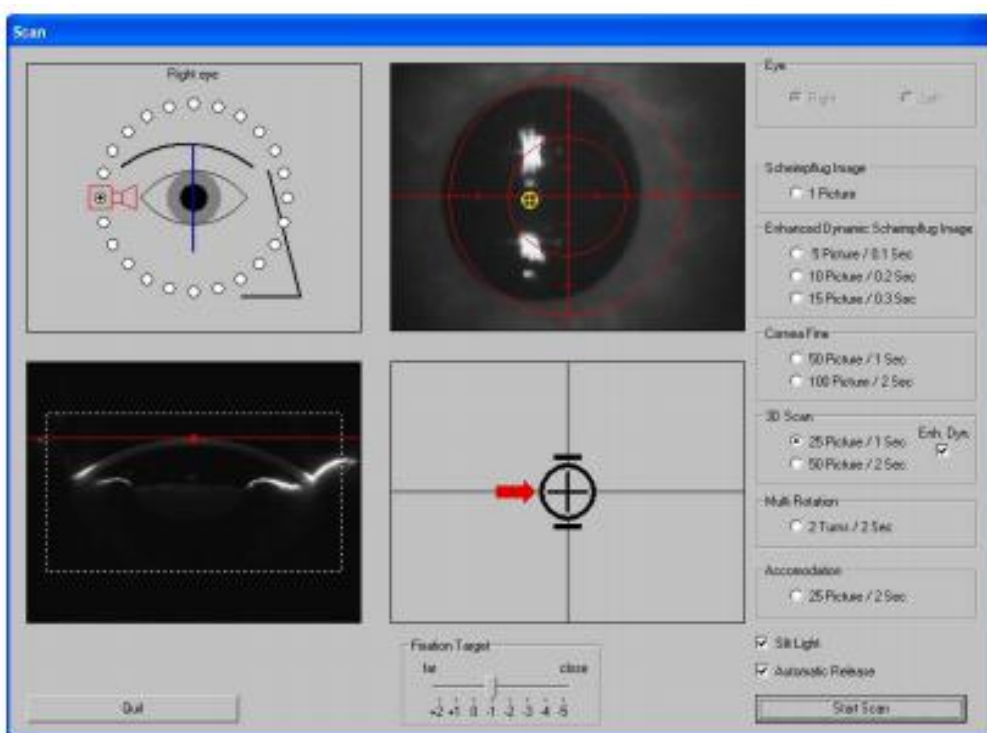 Scan
Right eye
Eye
Right
Left
Scheimpflug Image
1 Picture
Enhanced Dynamic Scheimpflug Image
5 Picture / 0.1 Sec
10 Picture / 0.2 Sec
15 Picture / 0.3 Sec
Cornea Fine
50 Picture / 1 Sec
100 Picture / 2 Sec
3D Scan
25 Picture / 1 Sec
Enh. Dyn.
50 Picture / 2 Sec
Multi Rotation
2 Turns / 2 Sec
Accomodation
25 Picture / 2 Sec
Slit Light
Automatic Release
Start Scan
Fixation Target
far close
+2 +1 0 -1 -2 -3 -4 -5
Quit